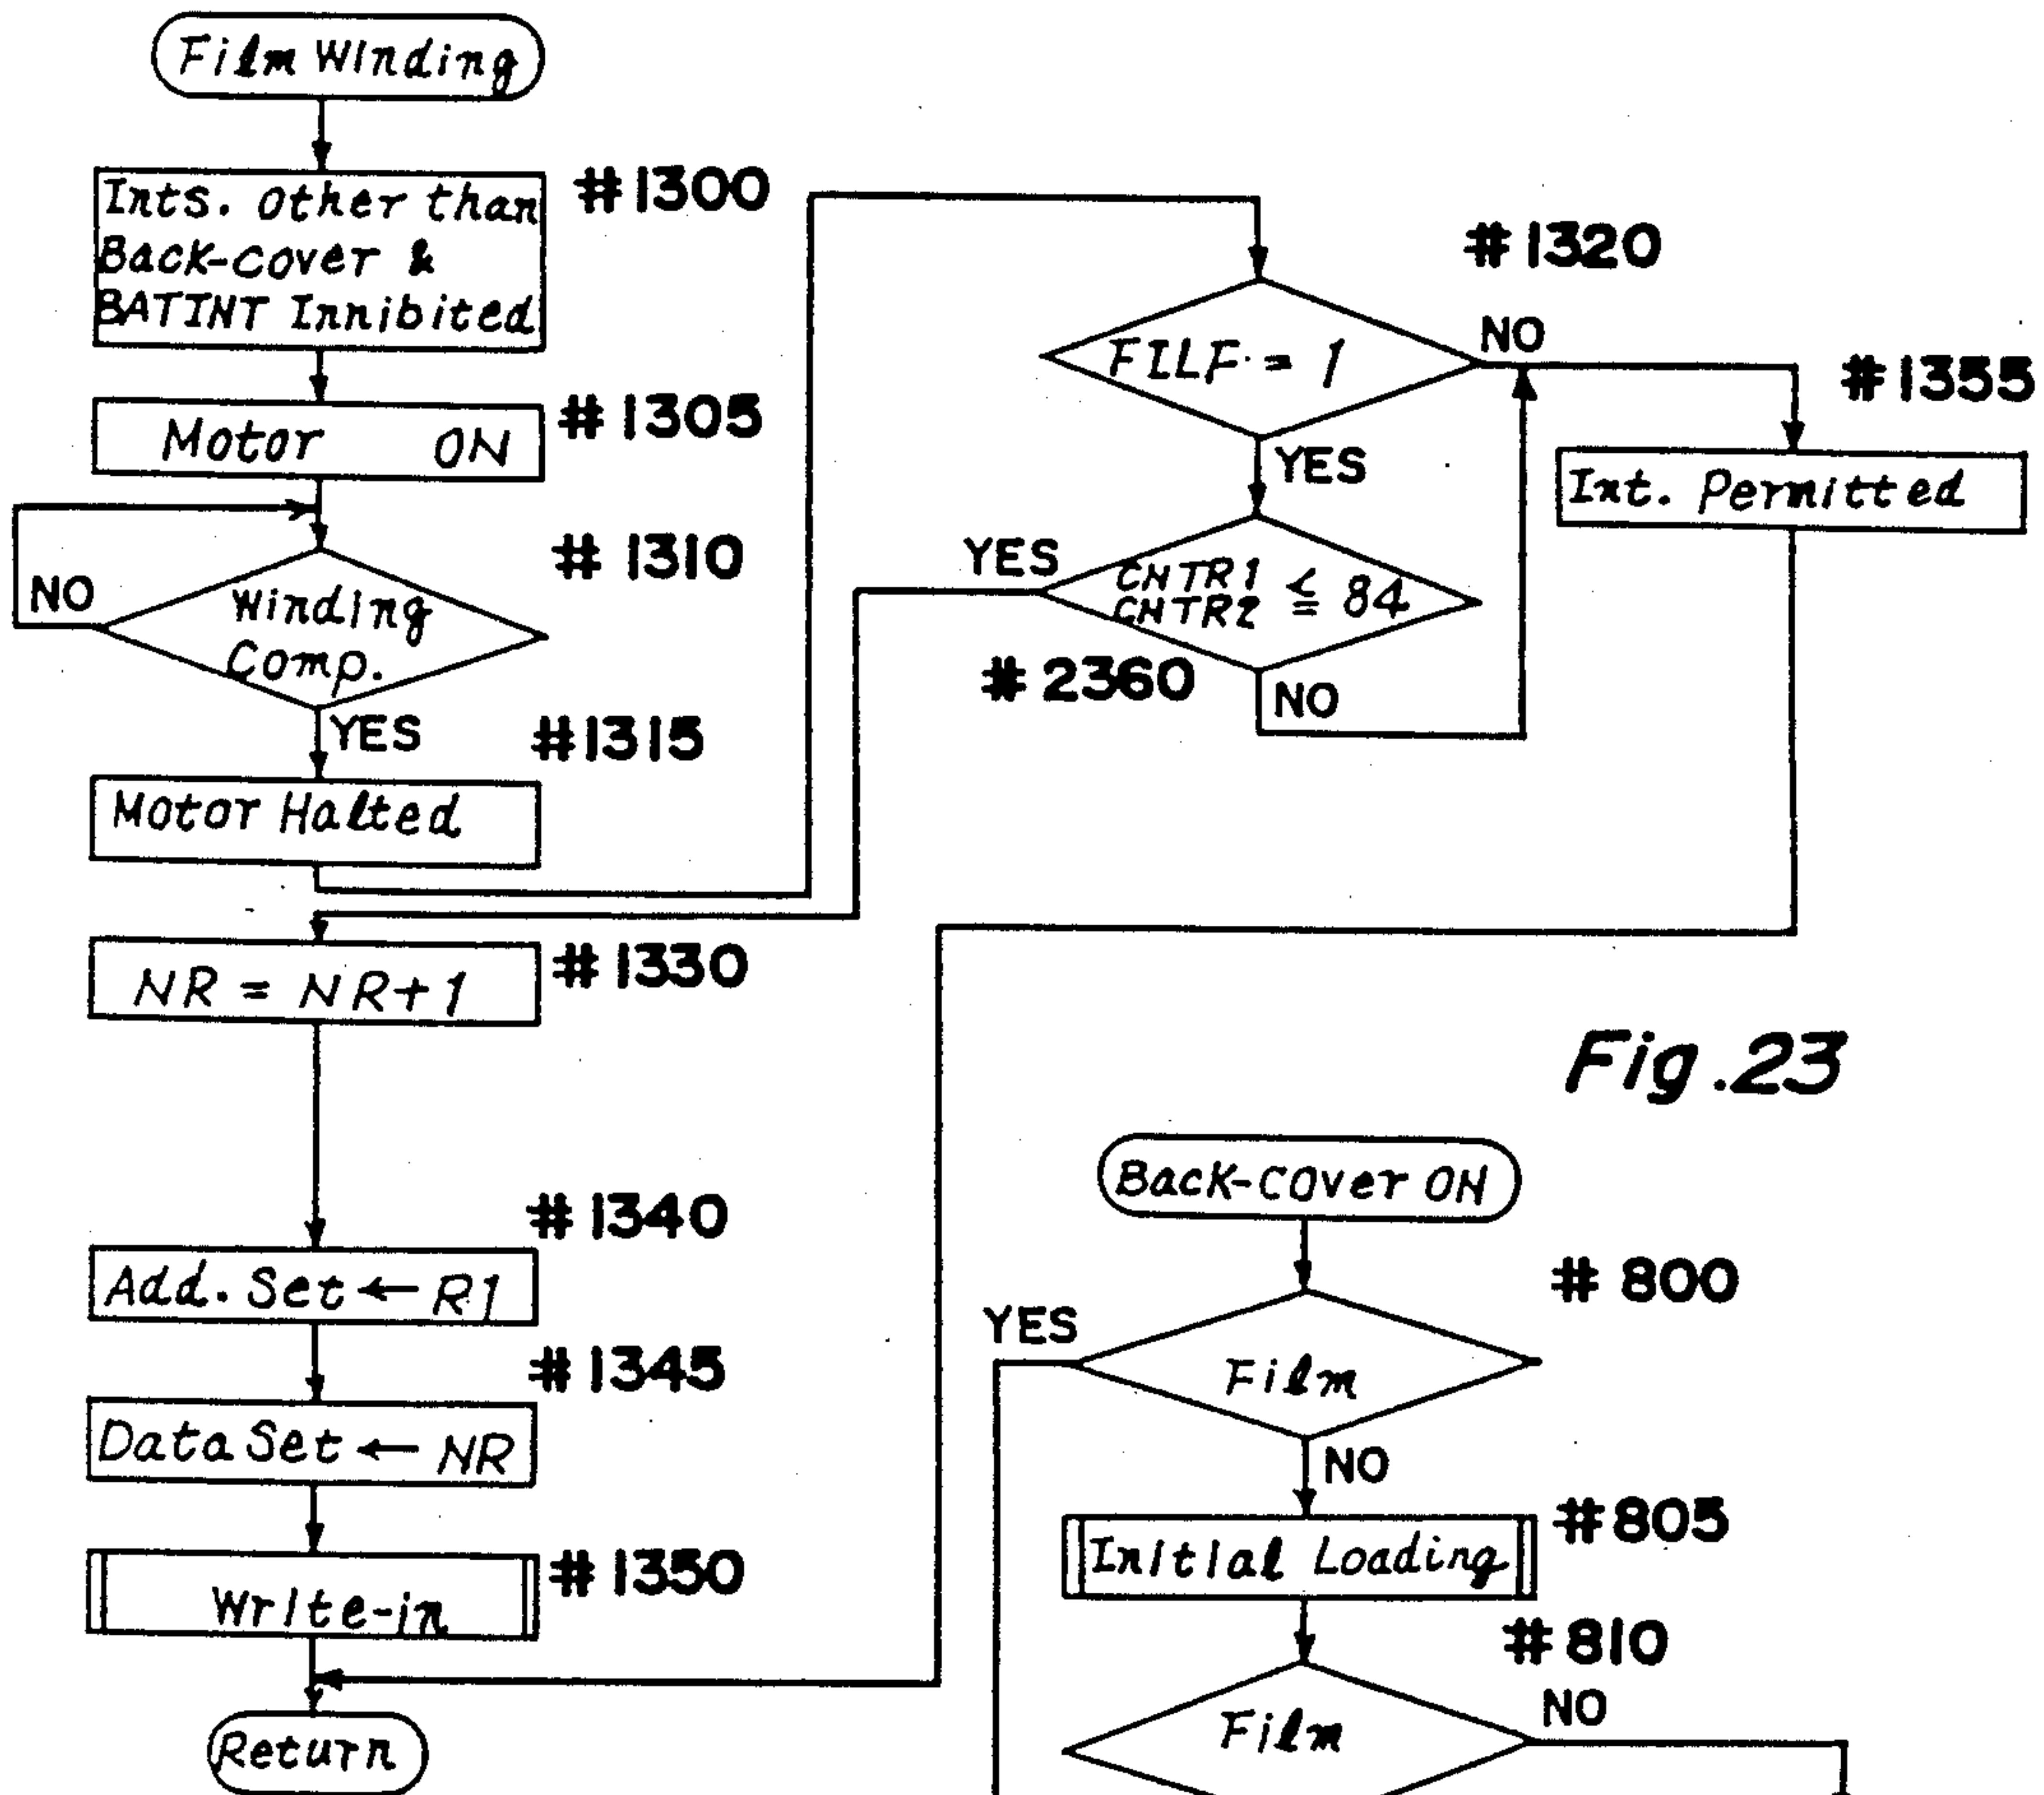 Film Winding
Ints. Other than
Back-cover &
BATINT Innibited
#1300
Motor ON
#1305
#1310
NO
Winding
Comp.
YES
#1315
Motor Halted
NR = NR+1
#1330
#1340
Add. Set ← R1
#1345
Data Set ← NR
Write-in
#1350
Return
#1320
FILF = 1
NO
YES
#1355
Int. Permitted
YES
CNTR1
CNTR2 ≦ 84
#2360
NO
Fig.23
Back-cover ON
#800
YES
Film
NO
Initial Loading
#805
#810
Film
NO